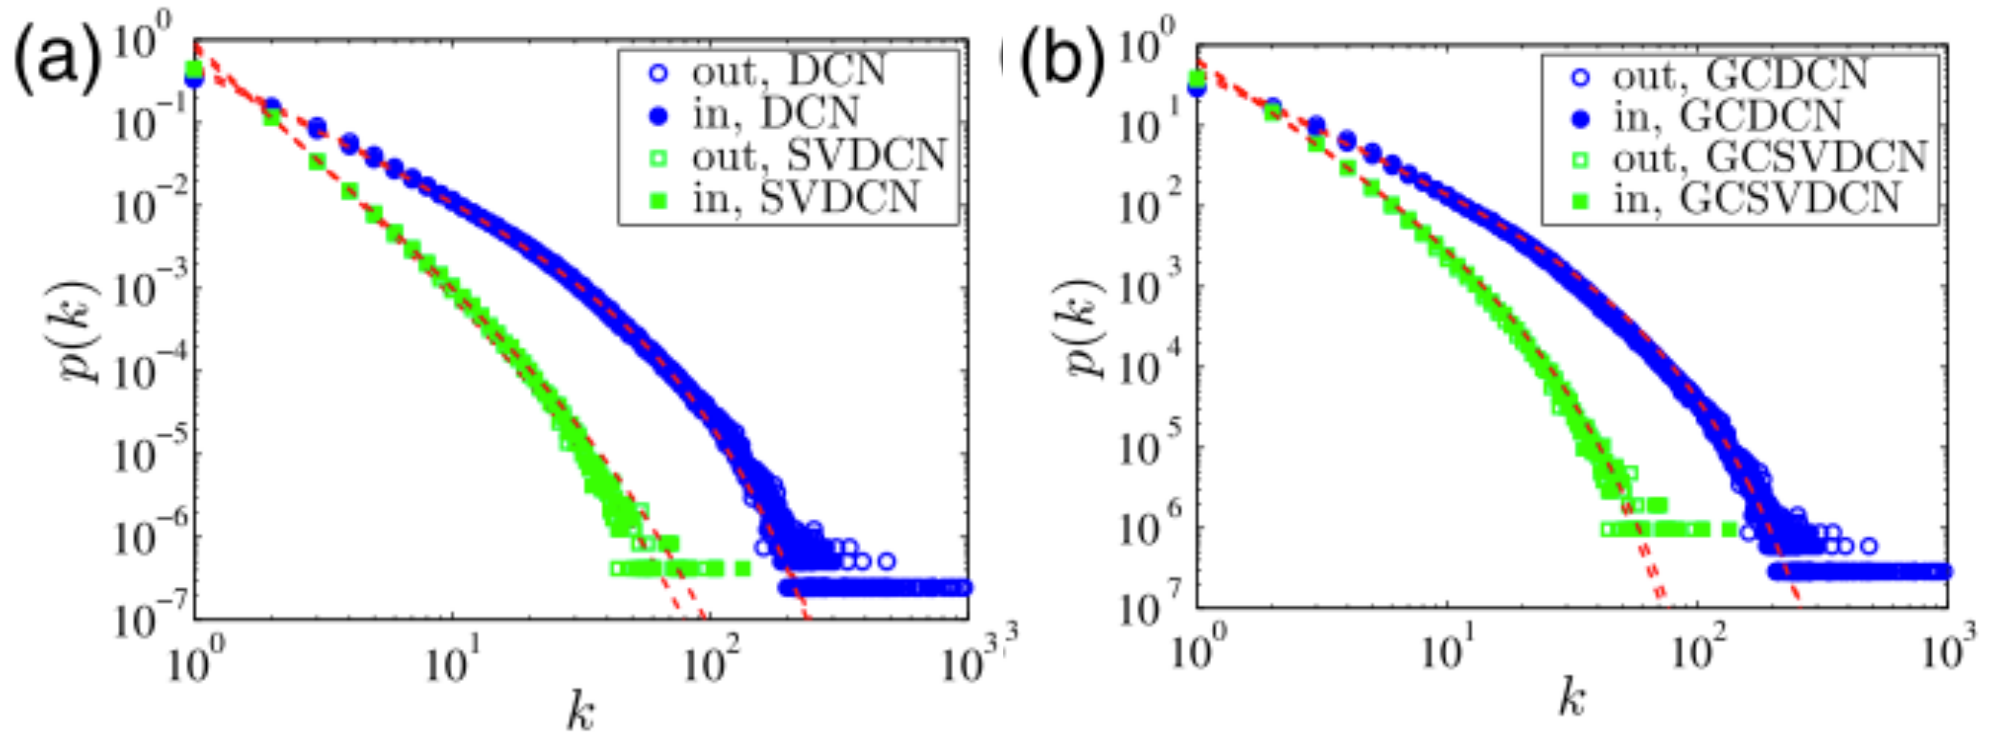 (a)
10^0
10^−1
10^−2
10^−3
10^−4
10^−5
10^−6
10^−7
p(k)
out, DCN
in, DCN
out, SVDCN
in, SVDCN
10^0 10^1 10^2 10^3 3
k
(b)
10^0
10^1
10^2
10^3
10^4
10^5
10^6
10^7
p(k)
out, GCDCN
in, GCDCN
out, GCSVDCN
in, GCSVDCN
10^0 10^1 10^2 10^3
k